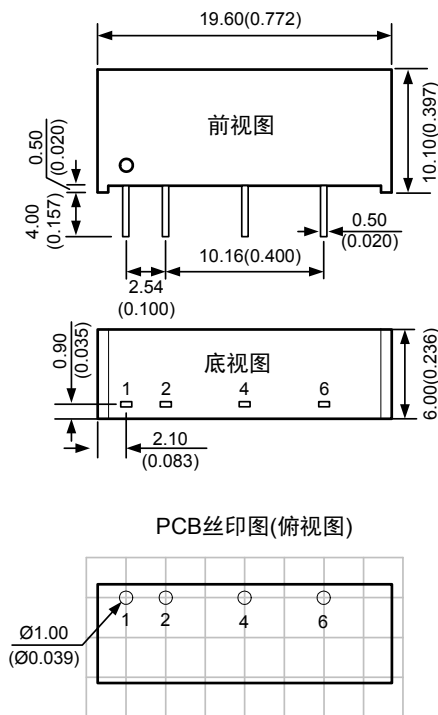 19.60(0.772)
前视图
10.10(0.397)
0.50
(0.020)
4.00
(0.157)
0.50
(0.020)
10.16(0.400)
2.54
(0.100)
底视图
0.90
(0.035)
1 2 4 6
6.00(0.236)
2.10
(0.083)
PCB丝印图(俯视图)
Ø1.00
(Ø0.039)
1 2 4 6